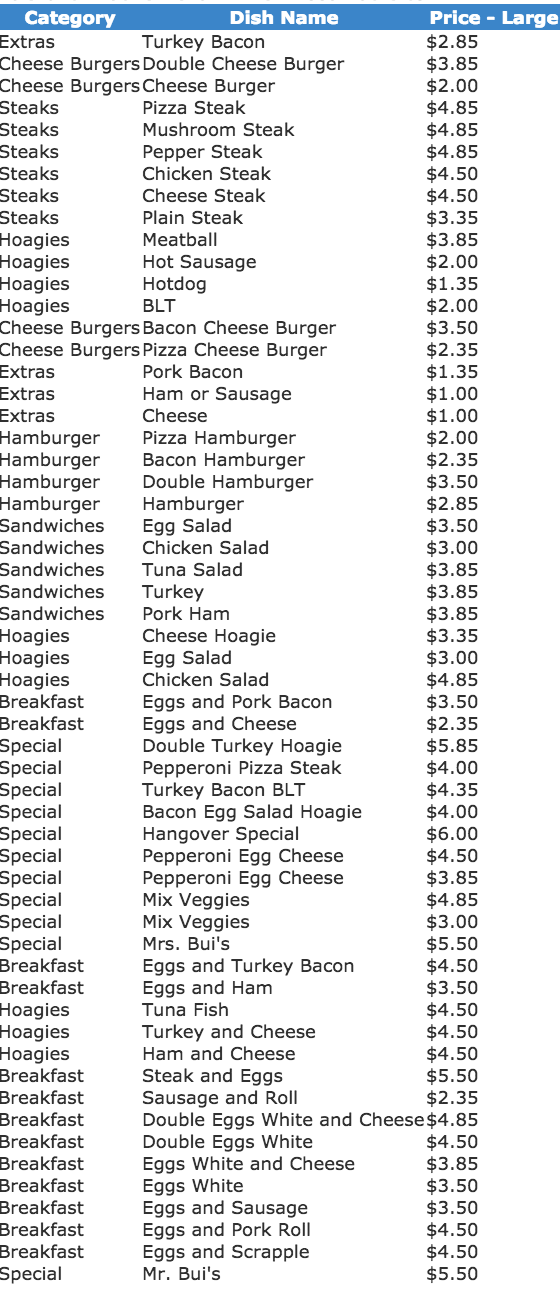 Category Dish Name Price - Large
Extras Turkey Bacon $2.85
Cheese Burgers Double Cheese Burger $3.85
Cheese Burgers Cheese Burger $2.00
Steaks Pizza Steak $4.85
Steaks Mushroom Steak $4.85
Steaks Pepper Steak $4.85
Steaks Chicken Steak $4.50
Steaks Cheese Steak $4.50
Steaks Plain Steak $3.35
Hoagies Meatball $3.85
Hoagies Hot Sausage $2.00
Hoagies Hotdog $1.35
Hoagies BLT $2.00
Cheese Burgers Bacon Cheese Burger $3.50
Cheese Burgers Pizza Cheese Burger $2.35
Extras Pork Bacon $1.35
Extras Ham or Sausage $1.00
Extras Cheese $1.00
Hamburger Pizza Hamburger $2.00
Hamburger Bacon Hamburger $2.35
Hamburger Double Hamburger $3.50
Hamburger Hamburger $2.85
Sandwiches Egg Salad $3.50
Sandwiches Chicken Salad $3.00
Sandwiches Tuna Salad $3.85
Sandwiches Turkey $3.85
Sandwiches Pork Ham $3.85
Hoagies Cheese Hoagie $3.35
Hoagies Egg Salad $3.00
Hoagies Chicken Salad $4.85
Breakfast Eggs and Pork Bacon $3.50
Breakfast Eggs and Cheese $2.35
Special Double Turkey Hoagie $5.85
Special Pepperoni Pizza Steak $4.00
Special Turkey Bacon BLT $4.35
Special Bacon Egg Salad Hoagie $4.00
Special Hangover Special $6.00
Special Pepperoni Egg Cheese $4.50
Special Pepperoni Egg Cheese $3.85
Special Mix Veggies $4.85
Special Mix Veggies $3.00
Special Mrs. Bui's $5.50
Breakfast Eggs and Turkey Bacon $4.50
Breakfast Eggs and Ham $3.50
Hoagies Tuna Fish $4.50
Hoagies Turkey and Cheese $4.50
Hoagies Ham and Cheese $4.50
Breakfast Steak and Eggs $5.50
Breakfast Sausage and Roll $2.35
Breakfast Double Eggs White and Cheese $4.85
Breakfast Double Eggs White $4.50
Breakfast Eggs White and Cheese $3.85
Breakfast Eggs White $3.50
Breakfast Eggs and Sausage $3.50
Breakfast Eggs and Pork Roll $4.50
Breakfast Eggs and Scrapple $4.50
Special Mr. Bui's $5.50